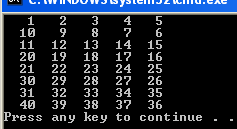 C:\WINDOWS\system32\cmd.exe
1 2 3 4 5
10 9 8 7 6
11 12 13 14 15
20 19 18 17 16
21 22 23 24 25
30 29 28 27 26
31 32 33 34 35
40 39 38 37 36
Press any key to continue . .